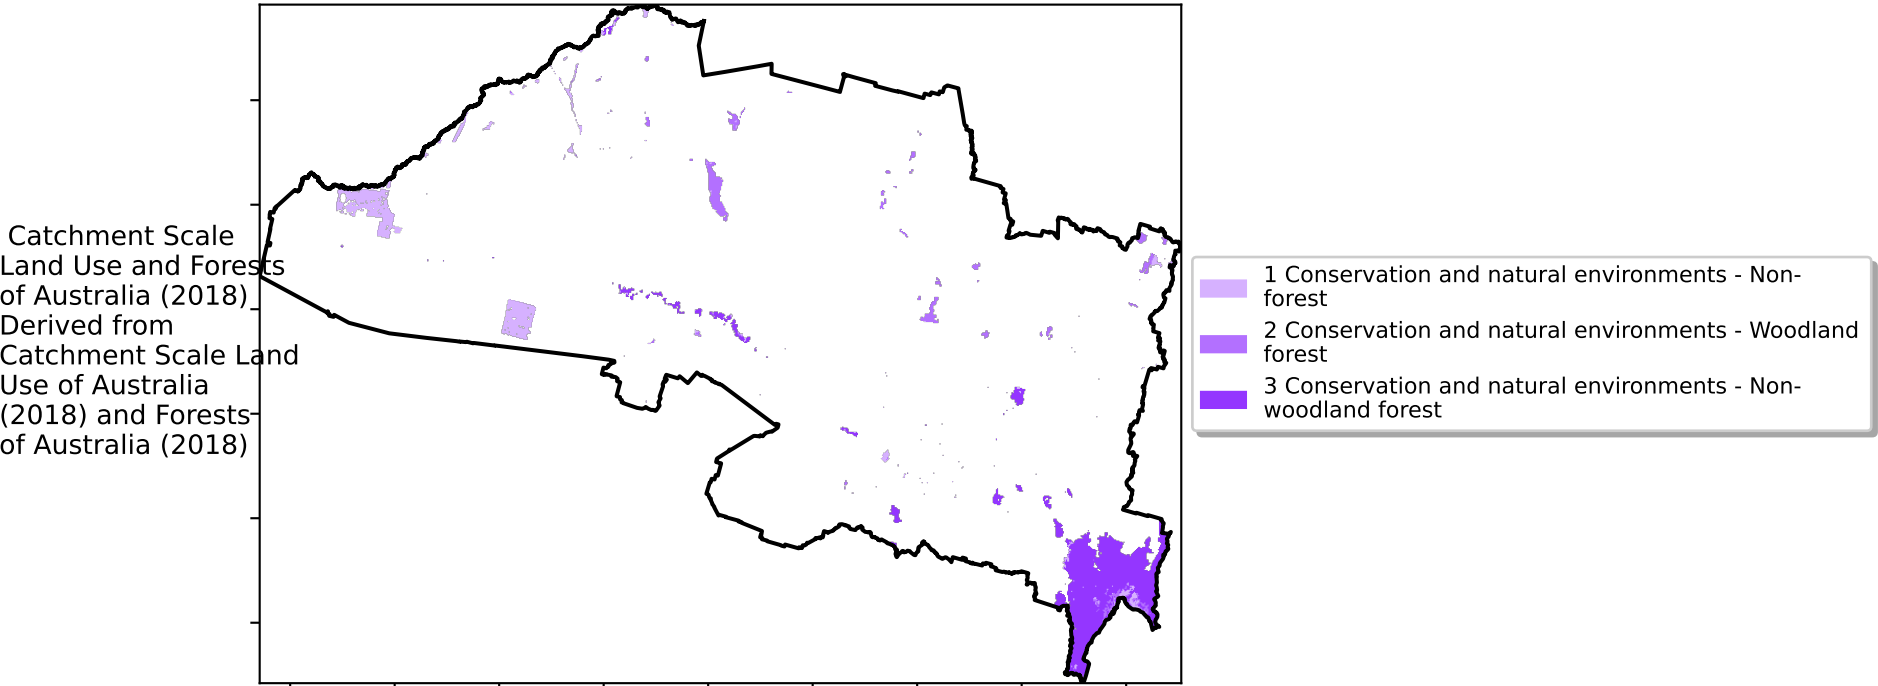 Catchment Scale
Land Use and Forests
of Australia (2018)
Derived from
Catchment Scale Land
Use of Australia
(2018) and Forests
of Australia (2018)
1 Conservation and natural environments - Non-
forest
2 Conservation and natural environments - Woodland
forest
3 Conservation and natural environments - Non-
woodland forest